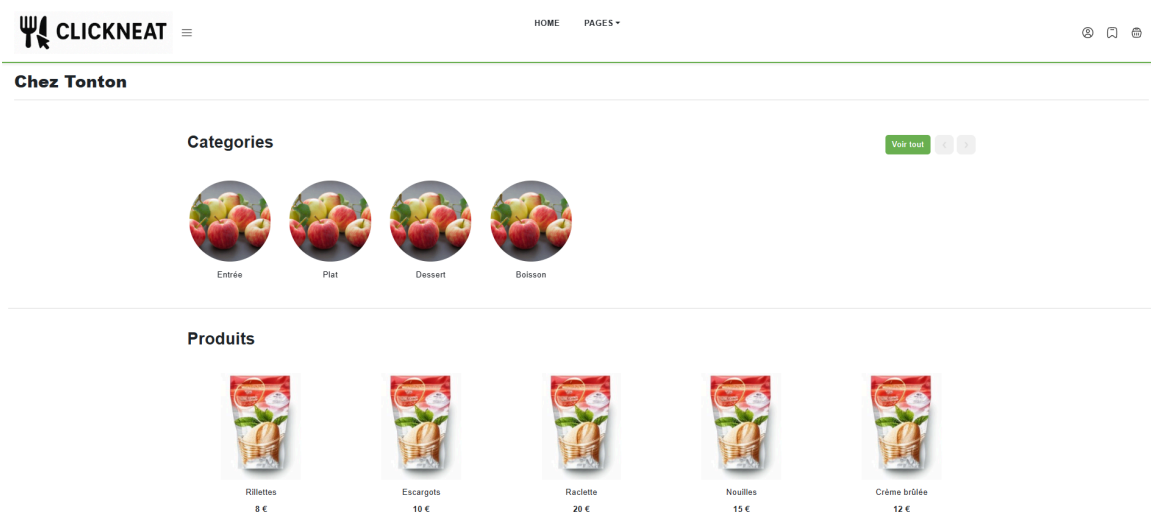 CLICKNEAT
HOME PAGES
Chez Tonton
Categories
Voir tout
Entrée Plat Dessert Boisson
Produits
Rillettes Escargots Raclette Nouilles Créme brûlée
8 € 10 € 20 € 15 € 12 €